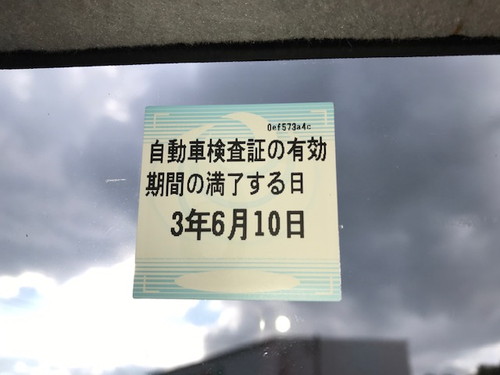 0ef573a4c
自動車検査証の有効
期間の満了する日
3年6月10日